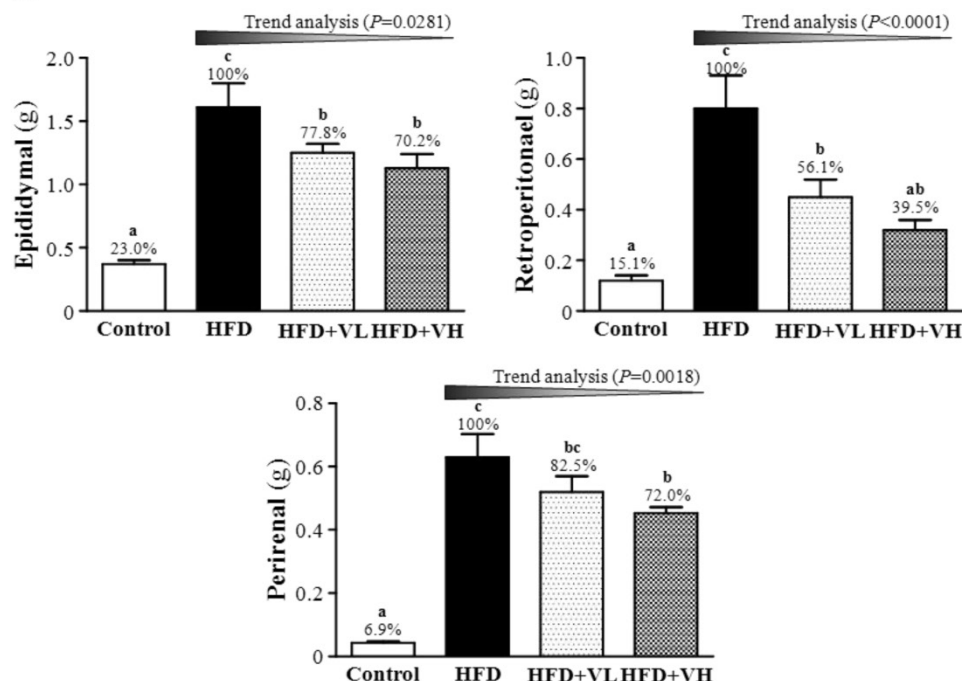 Trend analysis (P=0.0281)
Epididymal (g)
2.0
1.5
1.0
0.5
0
a
23.0%
c
100%
b
77.8%
b
70.2%
Control HFD HFD+VL HFD+VH
Trend analysis (P<0.0001)
Retroperitonael (g)
1.0
0.8
0.6
0.4
0.2
0
a
15.1%
c
100%
b
56.1%
ab
39.5%
Control HFD HFD+VL HFD+VH
Trend analysis (P=0.0018)
Perirenal (g)
0.8
0.6
0.4
0.2
0
a
6.9%
c
100%
bc
82.5%
b
72.0%
Control HFD HFD+VL HFD+VH